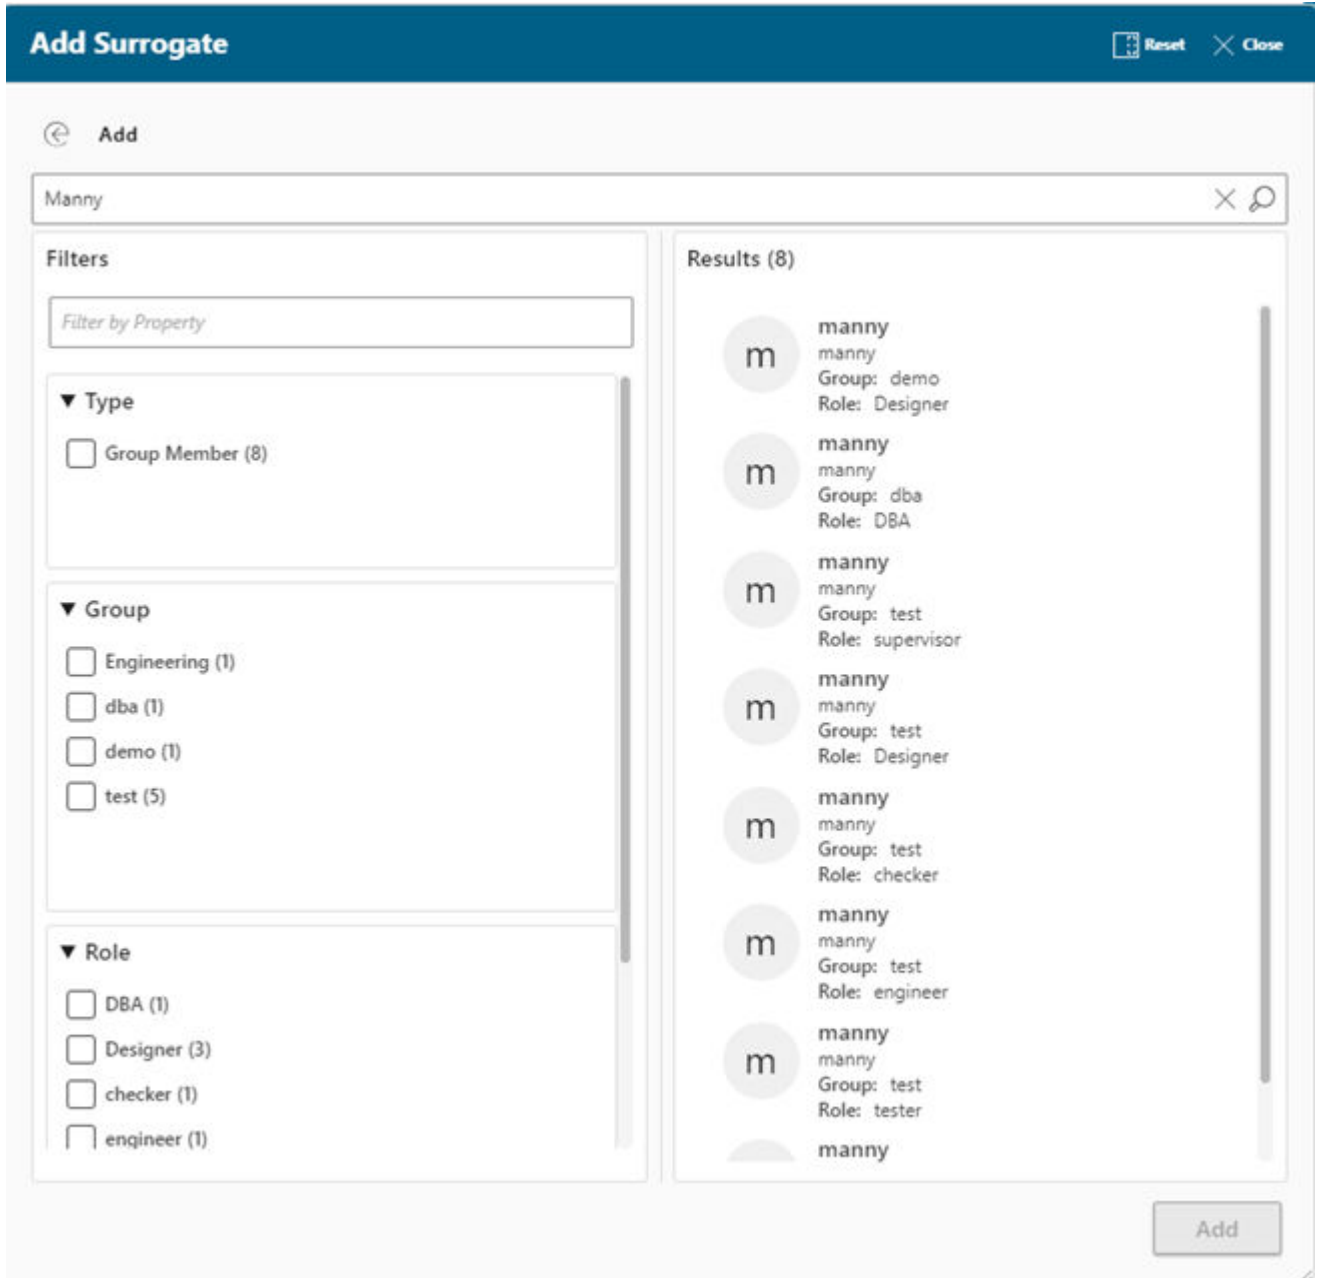 Add Surrogate
Reset
Close
Add
Manny
Filters
Filter by Property
Type
Group Member (8)
Group
Engineering (1)
dba (1)
demo (1)
test (5)
Role
DBA (1)
Designer (3)
checker (1)
engineer (1)
Results (8)
m
manny
manny
Group: demo
Role: Designer
m
manny
manny
Group: dba
Role: DBA
m
manny
manny
Group: test
Role: supervisor
m
manny
manny
Group: test
Role: Designer
m
manny
manny
Group: test
Role: checker
m
manny
manny
Group: test
Role: engineer
m
manny
manny
Group: test
Role: tester
manny
Add